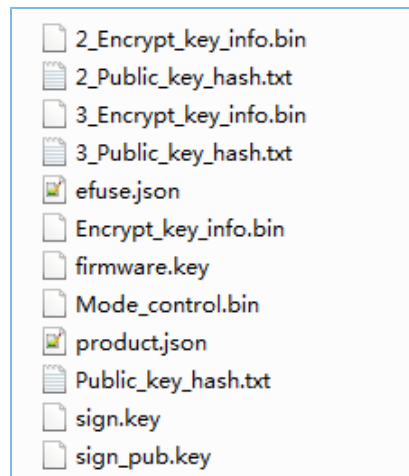 2_Encrypt_key_info.bin
2_Public_key_hash.txt
3_Encrypt_key_info.bin
3_Public_key_hash.txt
efuse.json
Encrypt_key_info.bin
firmware.key
Mode_control.bin
product.json
Public_key_hash.txt
sign.key
sign_pub.key